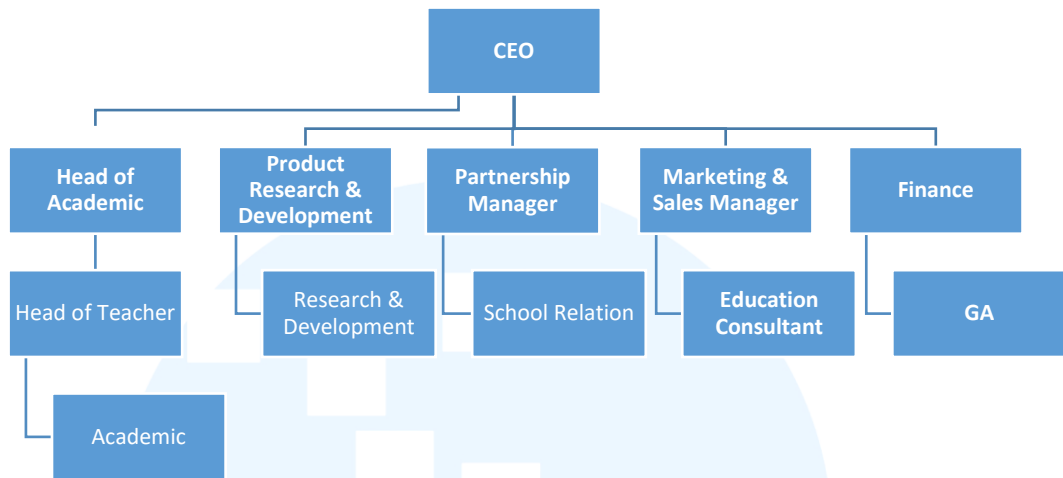 CEO
Head of
Academic
Product
Research &
Development
Partnership
Manager
Marketing &
Sales Manager
Finance
Head of Teacher
Research &
Development
School Relation
Education
Consultant
GA
Academic